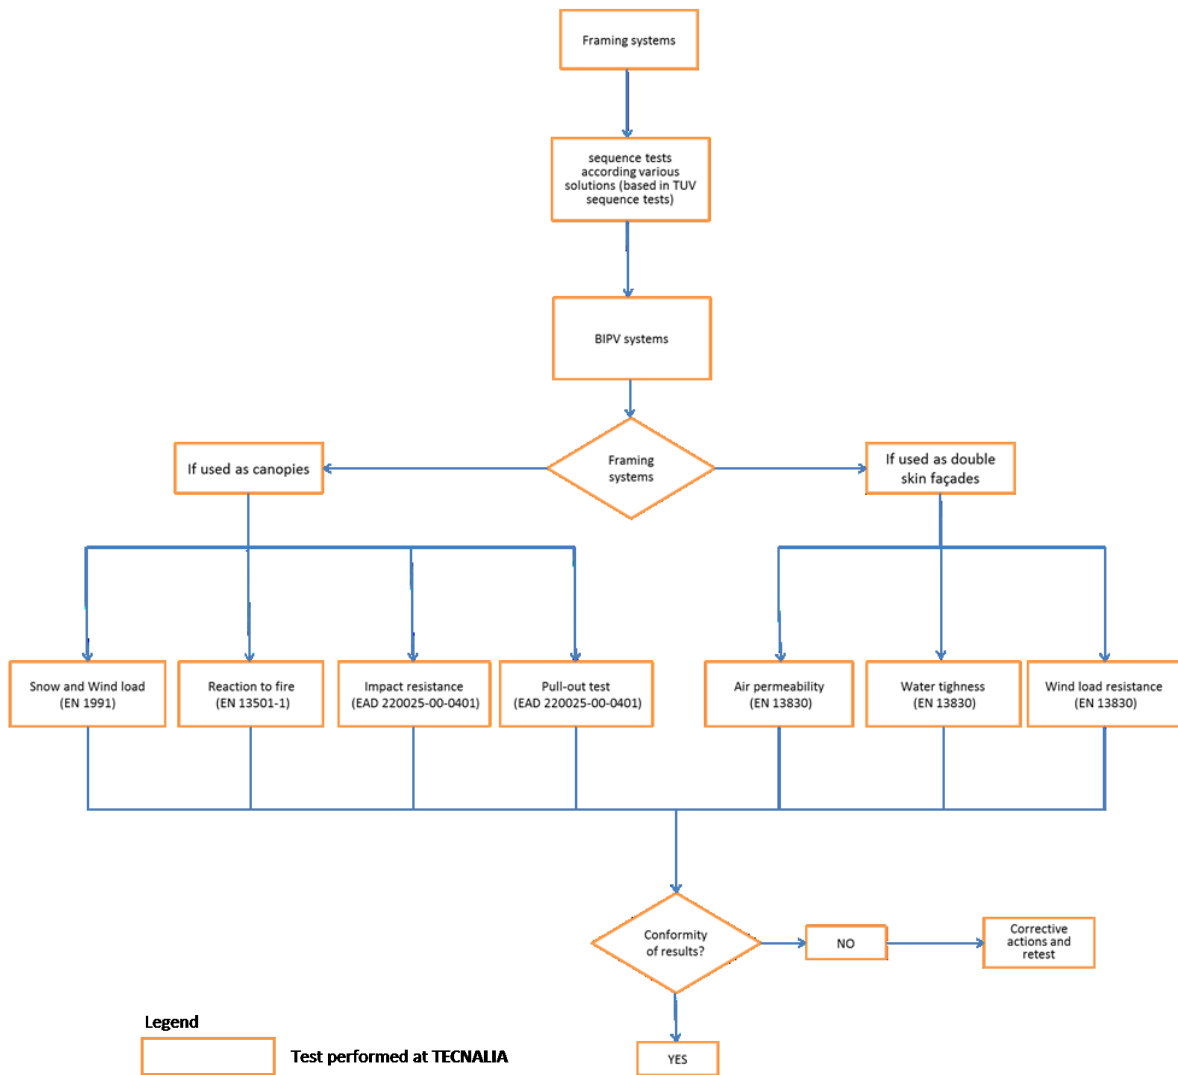 Framing systems
sequence tests
according various
solutions (based in TUV
sequence tests)
BIPV systems
Framing
systems
If used as canopies
If used as double
skin façades
Snow and Wind load
(EN 1991)
Reaction to fire
(EN 13501-1)
Impact resistance
(EAD 220025-00-0401)
Pull-out test
(EAD 220025-00-0401)
Air permeability
(EN 13830)
Water tighness
(EN 13830)
Wind load resistance
(EN 13830)
Conformity
of results?
NO
Corrective
actions and
retest
YES
Legend
Test performed at TECNALIA